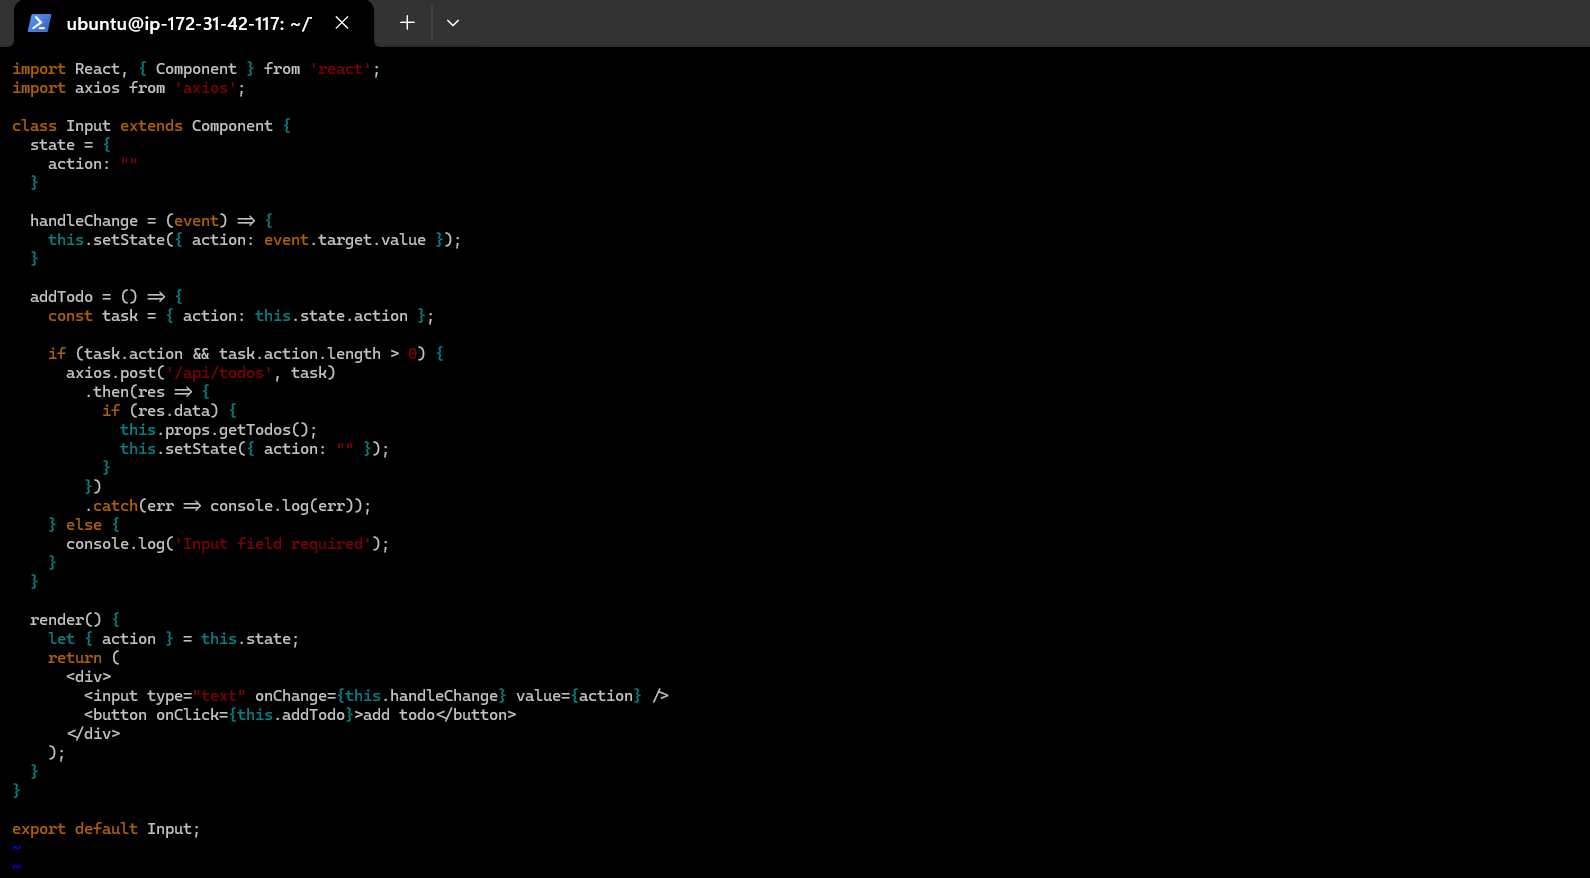 ubuntu@ip-172-31-42-117: ~/
import React, { Component } from 'react';
import axios from 'axios';

class Input extends Component {
  state = {
    action: ""
  }

  handleChange = (event) => {
    this.setState({ action: event.target.value });
  }

  addTodo = () => {
    const task = { action: this.state.action };

    if (task.action && task.action.length > 0) {
      axios.post('/api/todos', task)
        .then(res => {
          if (res.data) {
            this.props.getTodos();
            this.setState({ action: "" });
          }
        })
        .catch(err => console.log(err));
    } else {
      console.log('Input field required');
    }
  }

  render() {
    let { action } = this.state;
    return (
      <div>
        <input type="text" onChange={this.handleChange} value={action} />
        <button onClick={this.addTodo}>add todo</button>
      </div>
    );
  }
}

export default Input;
~
~